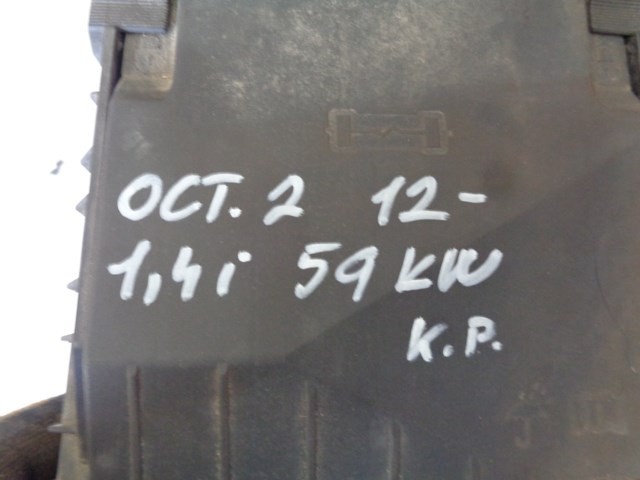 OCT. 2 12-
1,4i 59 KW
K.P.